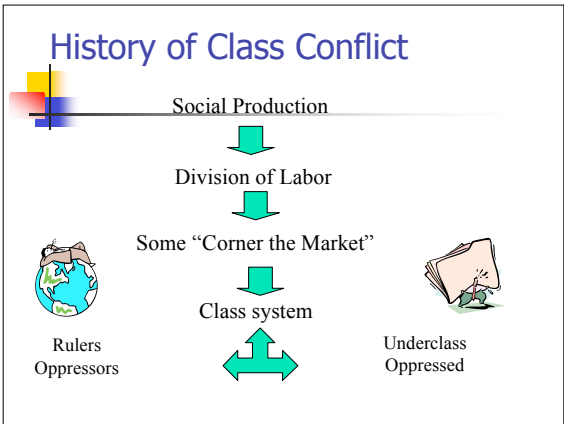 History of Class Conflict
Social Production
Division of Labor
Some “Corner the Market”
Class system
Rulers
Oppressors
Underclass
Oppressed